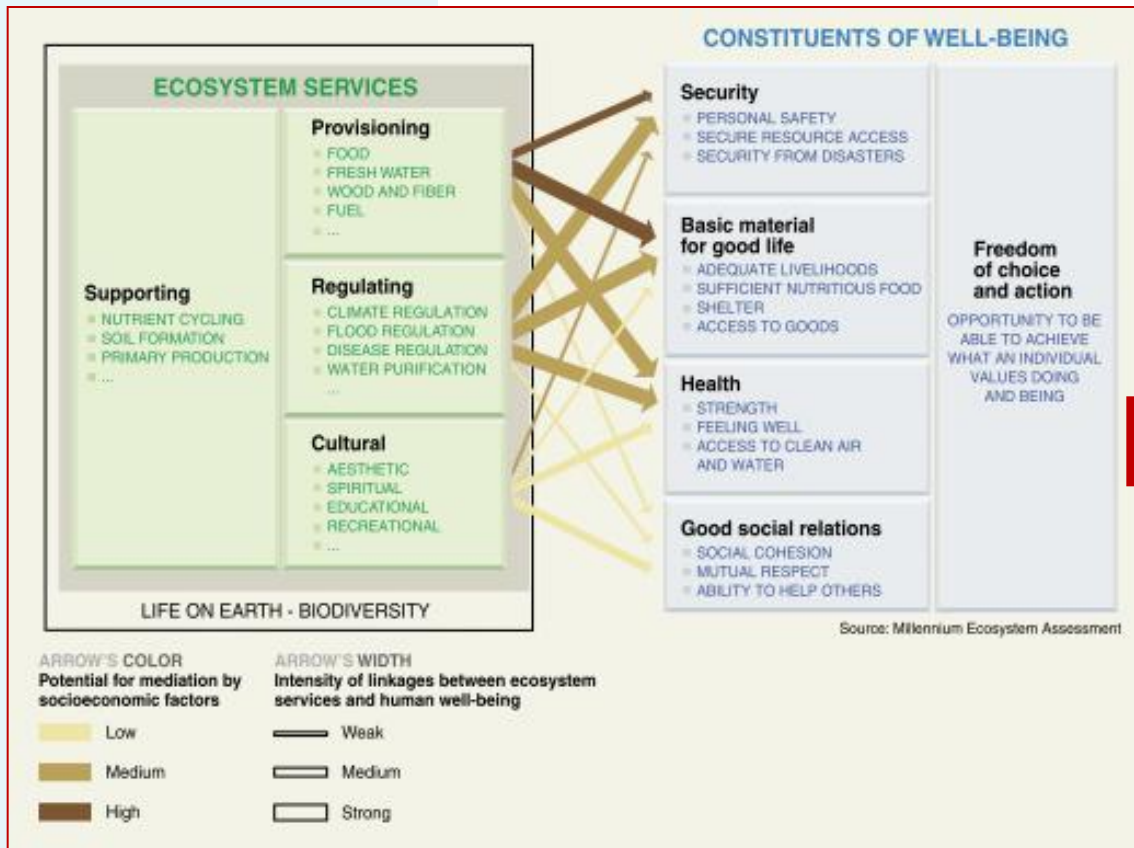 CONSTITUENTS OF WELL-BEING
ECOSYSTEM SERVICES
Supporting
NUTRIENT CYCLING
SOIL FORMATION
PRIMARY PRODUCTION
...
Provisioning
FOOD
FRESH WATER
WOOD AND FIBER
FUEL
...
Regulating
CLIMATE REGULATION
FLOOD REGULATION
DISEASE REGULATION
WATER PURIFICATION
...
Cultural
AESTHETIC
SPIRITUAL
EDUCATIONAL
RECREATIONAL
...
LIFE ON EARTH - BIODIVERSITY
Security
PERSONAL SAFETY
SECURE RESOURCE ACCESS
SECURITY FROM DISASTERS
Basic material
for good life
ADEQUATE LIVELIHOODS
SUFFICIENT NUTRITIOUS FOOD
SHELTER
ACCESS TO GOODS
Health
STRENGTH
FEELING WELL
ACCESS TO CLEAN AIR
AND WATER
Good social relations
SOCIAL COHESION
MUTUAL RESPECT
ABILITY TO HELP OTHERS
Freedom
of choice
and action
OPPORTUNITY TO BE
ABLE TO ACHIEVE
WHAT AN INDIVIDUAL
VALUES DOING
AND BEING
Source: Millennium Ecosystem Assessment
ARROW'S COLOR
Potential for mediation by
socioeconomic factors
Low
Medium
High
ARROW'S WIDTH
Intensity of linkages between ecosystem
services and human well-being
Weak
Medium
Strong